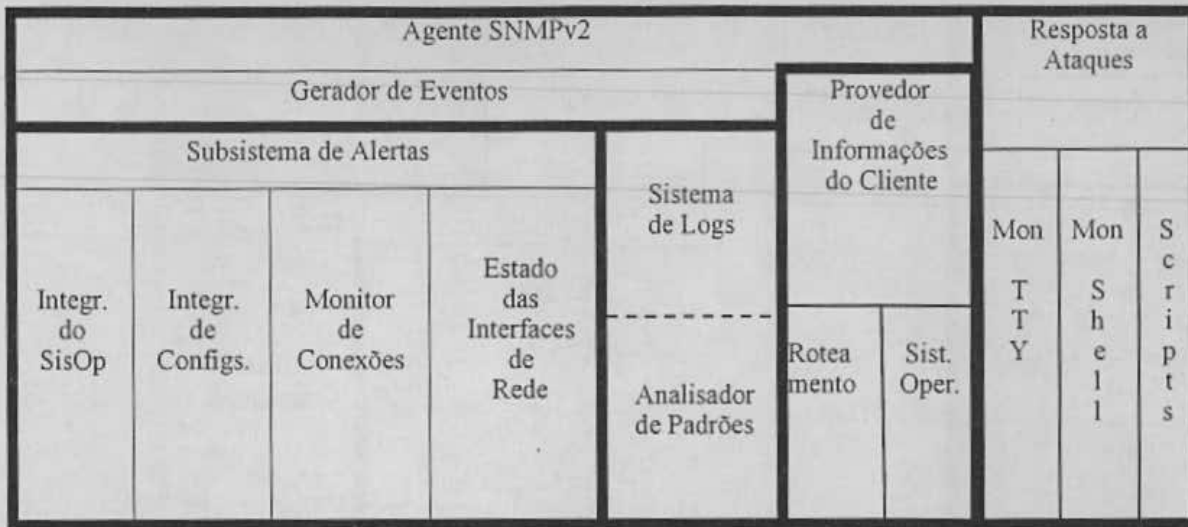 Agente SNMPv2
Resposta a
Ataques
Gerador de Eventos
Provedor
de
Informações
do Cliente
Subsistema de Alertas
Sistema
de Logs
Integr.
do
SisOp
Integr.
de
Configs.
Monitor
de
Conexões
Estado
das
Interfaces
de
Rede
Analisador
de Padrões
Rotea
mento
Sist.
Oper.
Mon
T
T
Y
Mon
S
h
e
l
l
S
c
r
i
p
t
s